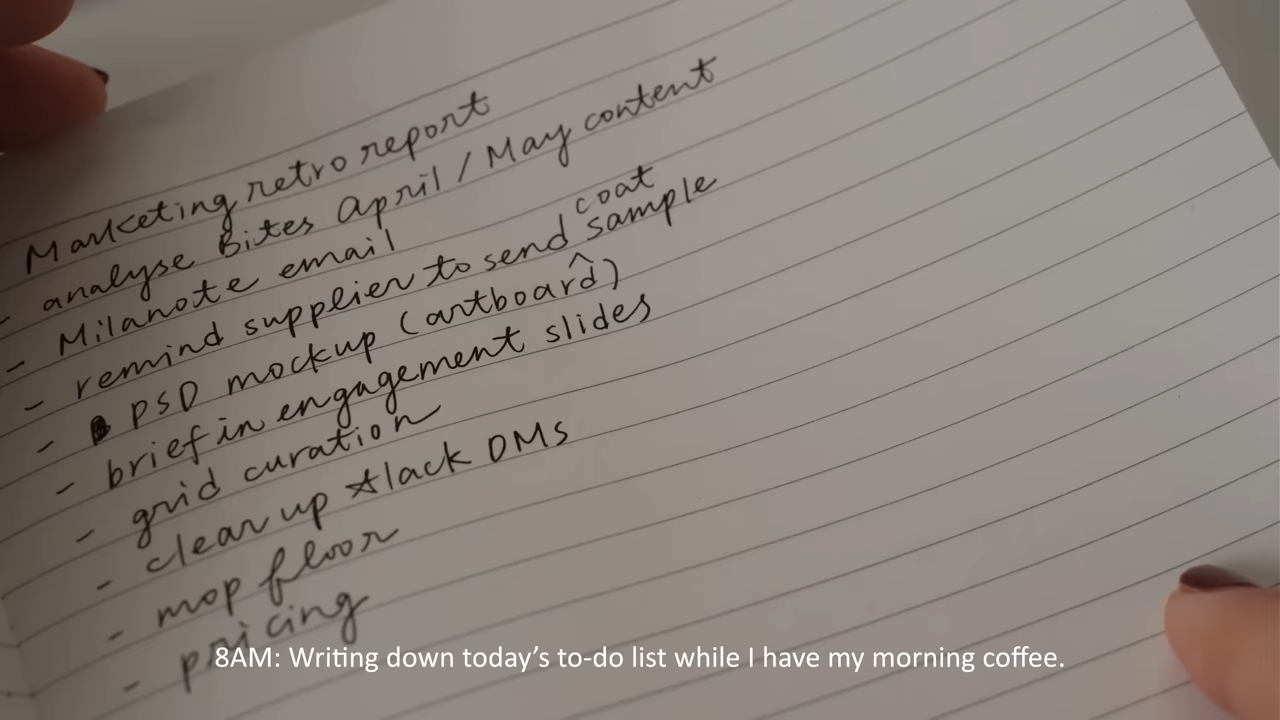 Marketing retro report
- analyse Bites April / May content
- Milanote email
coat
- remind supplier to send ^ sample
- PSD mockup (artboard)
- brief in engagement slides
- grid curation
- clear up slack DMs
- mop floor
- pricing
8AM: Writing down today’s to-do list while I have my morning coffee.